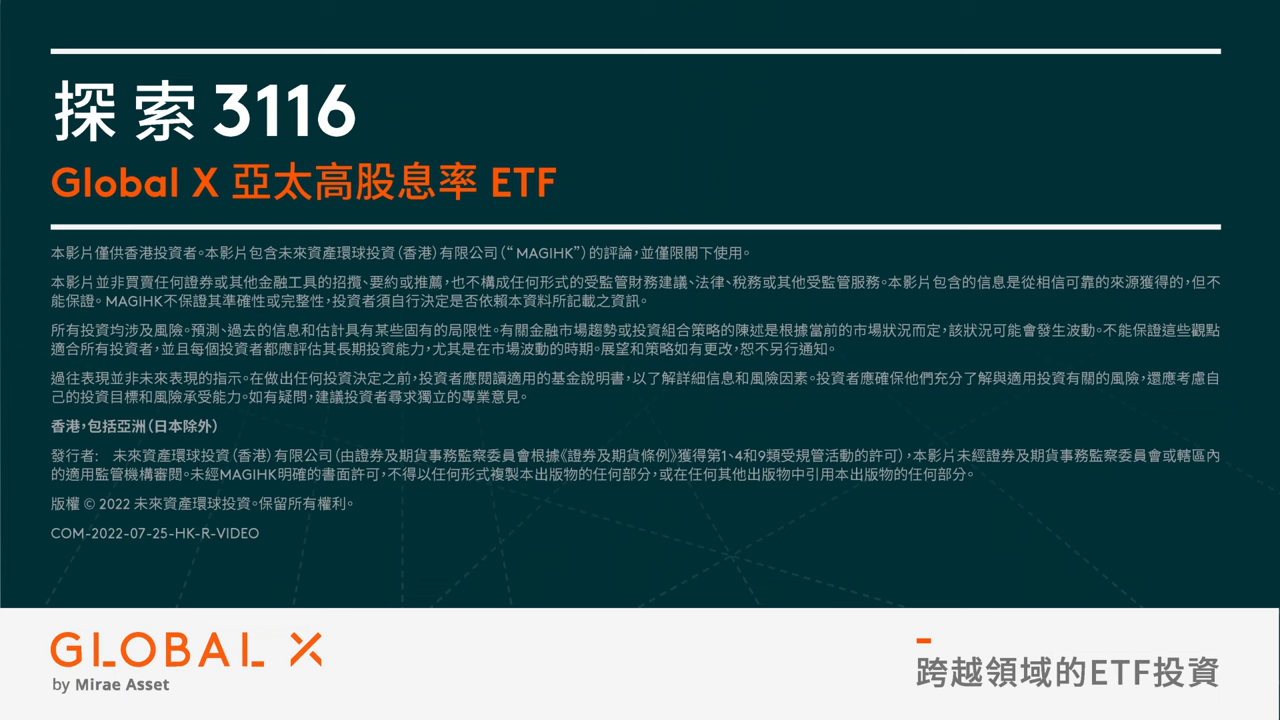 探索3116
Global X 亞太高股息率 ETF
本影片僅供香港投資者。本影片包含未來資產環球投資（香港）有限公司（“MAGIHK”）的評論，並僅限閣下使用。
本影片並非買賣任何證券或其他金融工具的招攬、要約或推薦，也不構成任何形式的受監管財務建議、法律、稅務或其他受監管服務。本影片包含的信息是從相信可靠的來源獲得的，但不
能保證。MAGIHK不保證其準確性或完整性，投資者須自行決定是否依賴本資料所記載之資訊。
所有投資均涉及風險。預測、過去的信息和估計具有某些固有的局限性。有關金融市場趨勢或投資組合策略的陳述是根據當前的市場狀況而定，該狀況可能會發生波動。不能保證這些觀點
適合所有投資者，並且每個投資者都應評估其長期投資能力，尤其是在市場波動的時期。展望和策略如有更改，恕不另行通知。
過往表現並非未來表現的指示。在做出任何投資決定之前，投資者應閱讀適用的基金說明書，以了解詳細信息和風險因素。投資者應確保他們充分了解與適用投資有關的風險，還應考慮自
己的投資目標和風險承受能力。如有疑問，建議投資者尋求獨立的專業意見。
香港，包括亞洲（日本除外）
發行者： 未來資產環球投資（香港）有限公司（由證券及期貨事務監察委員會根據《證券及期貨條例》獲得第1、4和9類受規管活動的許可），本影片未經證券及期貨事務監察委員會或轄區內
的適用監管機構審閱。未經MAGIHK明確的書面許可，不得以任何形式複製本出版物的任何部分，或在任何其他出版物中引用本出版物的任何部分。
版權 © 2022 未來資產環球投資。保留所有權利。
COM-2022-07-25-HK-R-VIDEO
GLOBAL X
by Mirae Asset
跨越領域的ETF投資